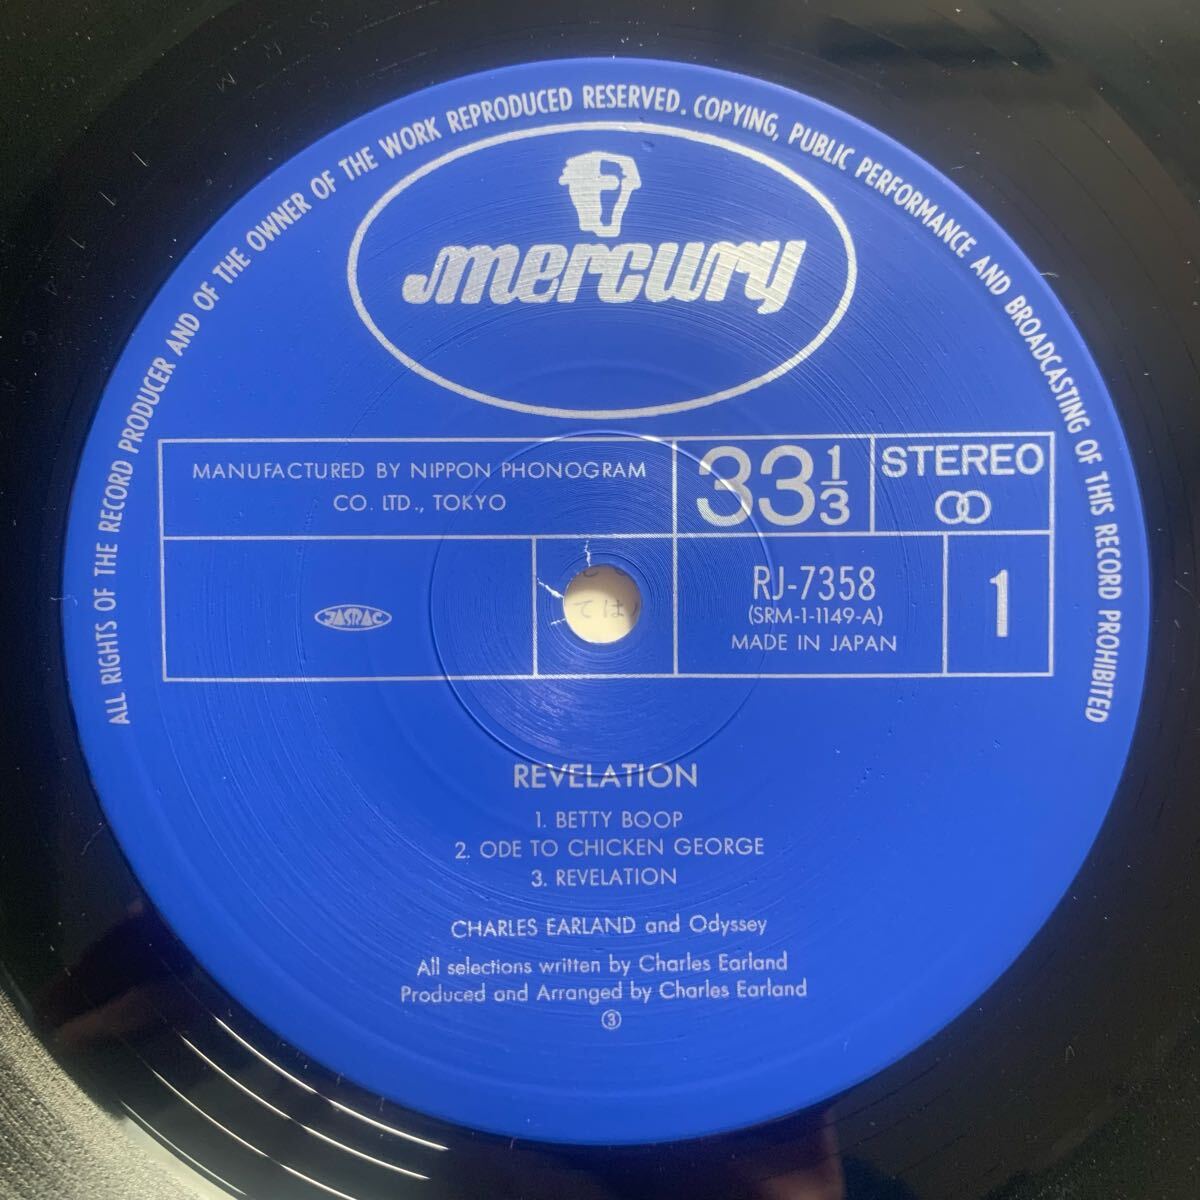 ALL RIGHTS OF THE RECORD PRODUCER AND OF THE OWNER OF THE WORK REPRODUCED RESERVED. COPYING, PUBLIC PERFORMANCE AND BROADCASTING OF THIS RECORD PROHIBITED
mercury
MANUFACTURED BY NIPPON PHONOGRAM
CO. LTD., TOKYO
33 1/3
STEREO
JASRAC
ては
RJ-7358
(SRM-1-1149-A)
MADE IN JAPAN
1
REVELATION
1. BETTY BOOP
2. ODE TO CHICKEN GEORGE
3. REVELATION
CHARLES EARLAND and Odyssey
All selections written by Charles Earland
Produced and Arranged by Charles Earland
③